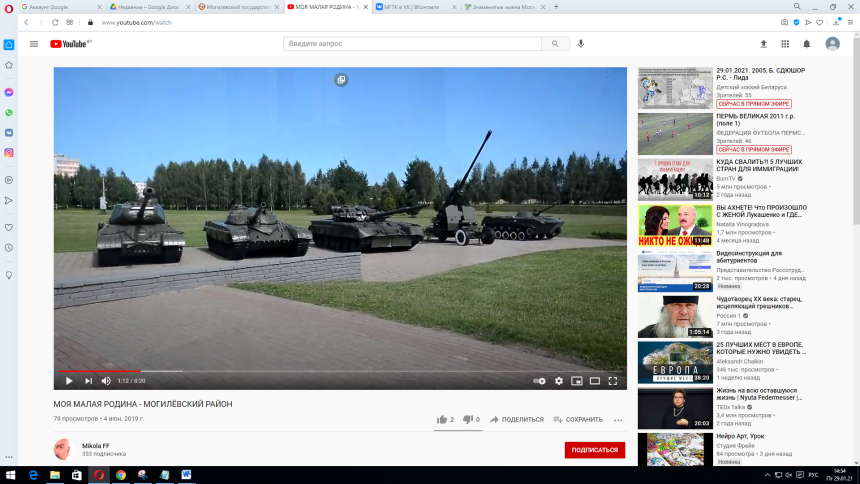 Аккаунт Google
Недавние – Google Диск
Могилёвский государстве
МОЯ МАЛАЯ РОДИНА - М
МГГК в VK | ВКонтакте
Знаменитые имена Моги
www.youtube.com/watch
YouTube BY
Введите запрос
1:12 / 8:20
МОЯ МАЛАЯ РОДИНА - МОГИЛЁВСКИЙ РАЙОН
79 просмотров • 4 июн. 2019 г.
2
0
ПОДЕЛИТЬСЯ
СОХРАНИТЬ
Mikola FF
333 подписчика
ПОДПИСАТЬСЯ
29.01.2021. 2005, Б. СДЮШОР
Р.С. - Лида
Детский хоккей Беларуси
Зрителей: 55
СЕЙЧАС В ПРЯМОМ ЭФИРЕ
ПЕРМЬ ВЕЛИКАЯ 2011 г.р.
(поле 1)
ФЕДЕРАЦИЯ ФУТБОЛА ПЕРМС...
Зрителей: 46
СЕЙЧАС В ПРЯМОМ ЭФИРЕ
10:12
КУДА СВАЛИТЬ?! 5 ЛУЧШИХ
СТРАН ДЛЯ ИММИГРАЦИИ!
BumTV
5 млн просмотров •
2 года назад
НИКТО НЕ ОЖИ
11:48
ВЫ АХНЕТЕ! Что ПРОИЗОШЛО
С ЖЕНОЙ Лукашенко и ГДЕ...
Natalia Vinogradova
1,7 млн просмотров •
4 месяца назад
20:28
Видеоинструкция для
абитуриентов
Представительство Россотруд...
2 тыс. просмотров • 4 дня назад
Новинка
1:05:14
Чудотворец ХХ века: старец,
исцеляющий грешников...
Россия 1
7 млн просмотров •
3 года назад
ЕВРОПА
ЛУЧШИЕ МЕСТ
38:20
25 ЛУЧШИХ МЕСТ В ЕВРОПЕ,
КОТОРЫЕ НУЖНО УВИДЕТЬ ...
Aleksandr Chaikin
346 тыс. просмотров •
1 неделю назад
20:03
Жизнь на всю оставшуюся
жизнь | Nyuta Federmesser |...
TEDx Talks
3,4 млн просмотров •
2 года назад
Нейро Арт, Урок
Студия Фрейя
84 просмотра • 3 дня назад
Новинка
РУС
14:54
Пт 29.01.21